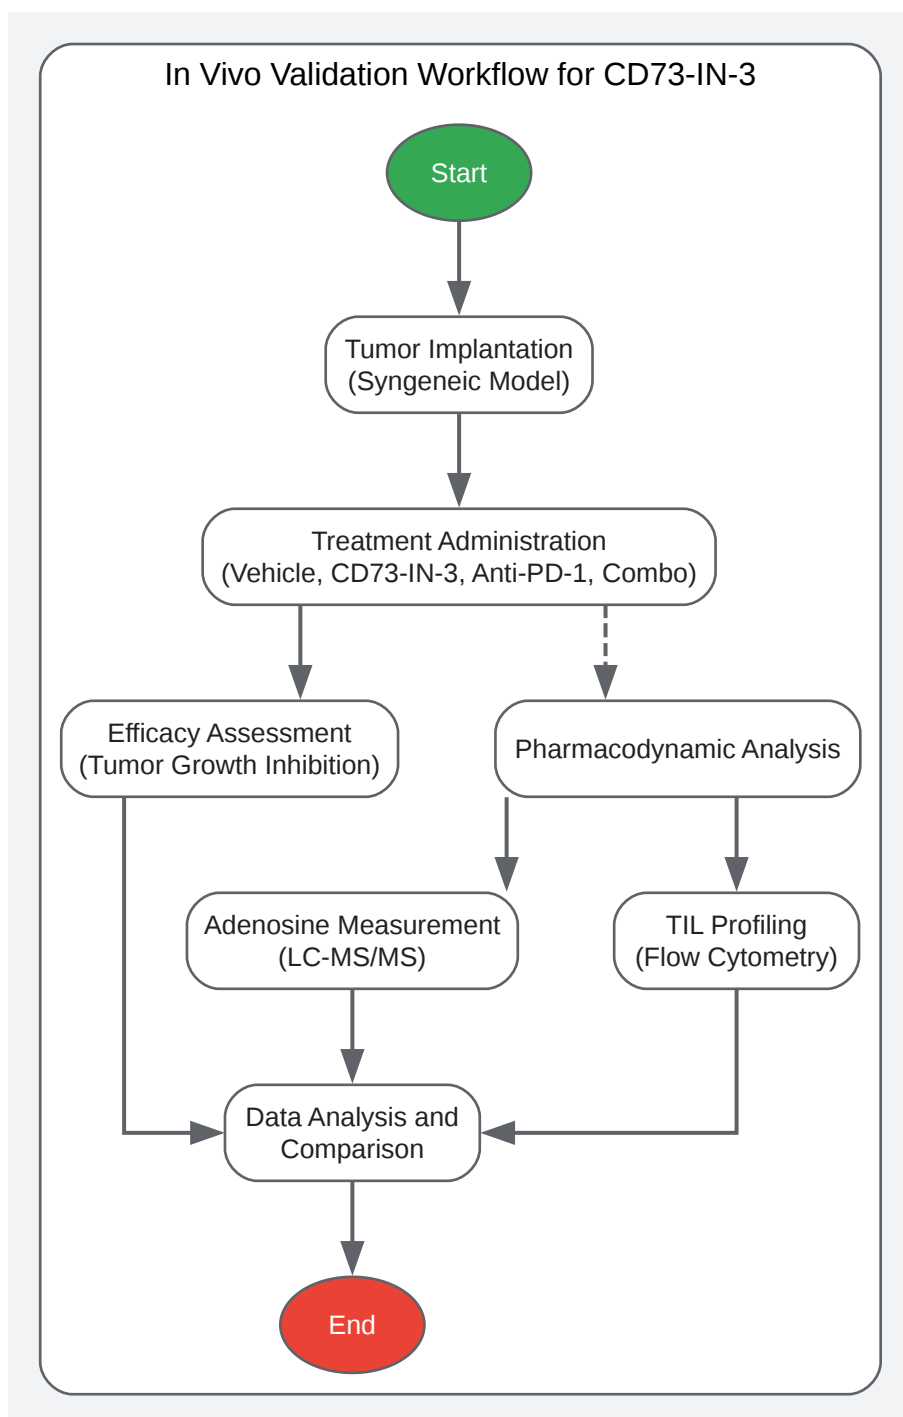 In Vivo Validation Workflow for CD73-IN-3
Start
Tumor Implantation
(Syngeneic Model)
Treatment Administration
(Vehicle, CD73-IN-3, Anti-PD-1, Combo)
Efficacy Assessment
(Tumor Growth Inhibition)
Pharmacodynamic Analysis
Adenosine Measurement
(LC-MS/MS)
TIL Profiling
(Flow Cytometry)
Data Analysis and
Comparison
End